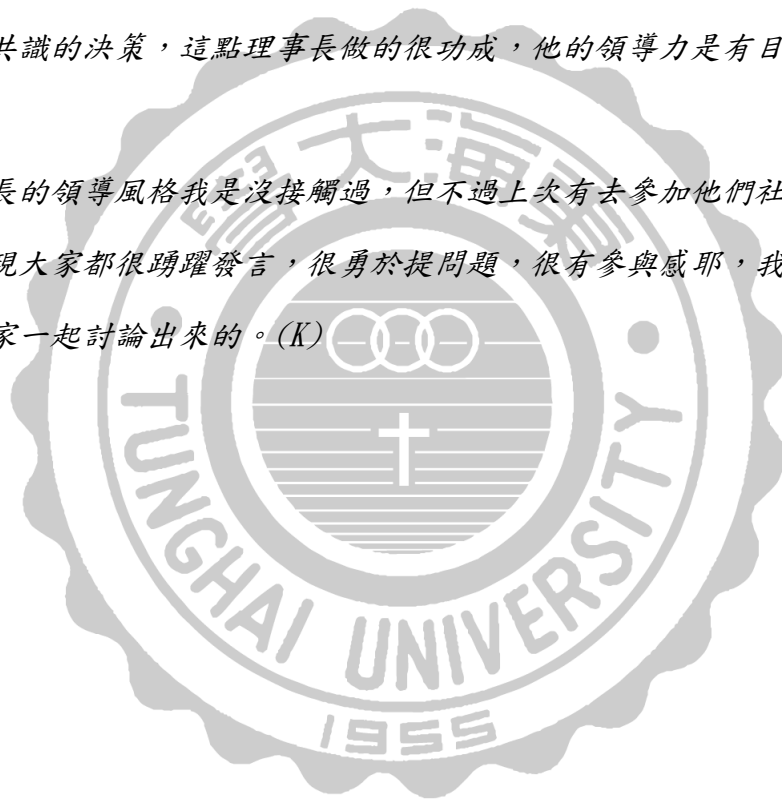 共識的決策，這點理事長做的很功成，他的領導力是有目
長的領導風格我是沒接觸過，但不過上次有去參加他們社
現大家都很踴躍發言，很勇於提問題，很有參與感耶，我
家一起討論出來的。(K)
東海大學
TUNGHAI UNIVERSITY
1955